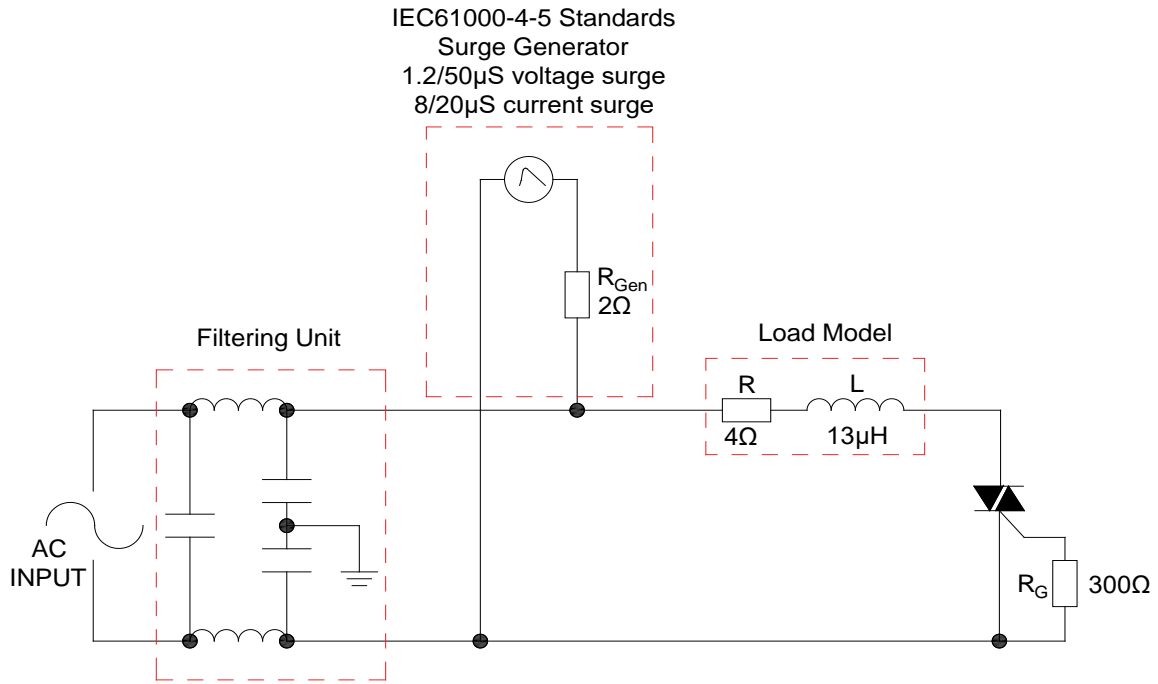 IEC61000-4-5 Standards
Surge Generator
1.2/50µS voltage surge
8/20µS current surge
RGen
2Ω
Filtering Unit
Load Model
R
L
4Ω
13µH
AC
INPUT
RG
300Ω